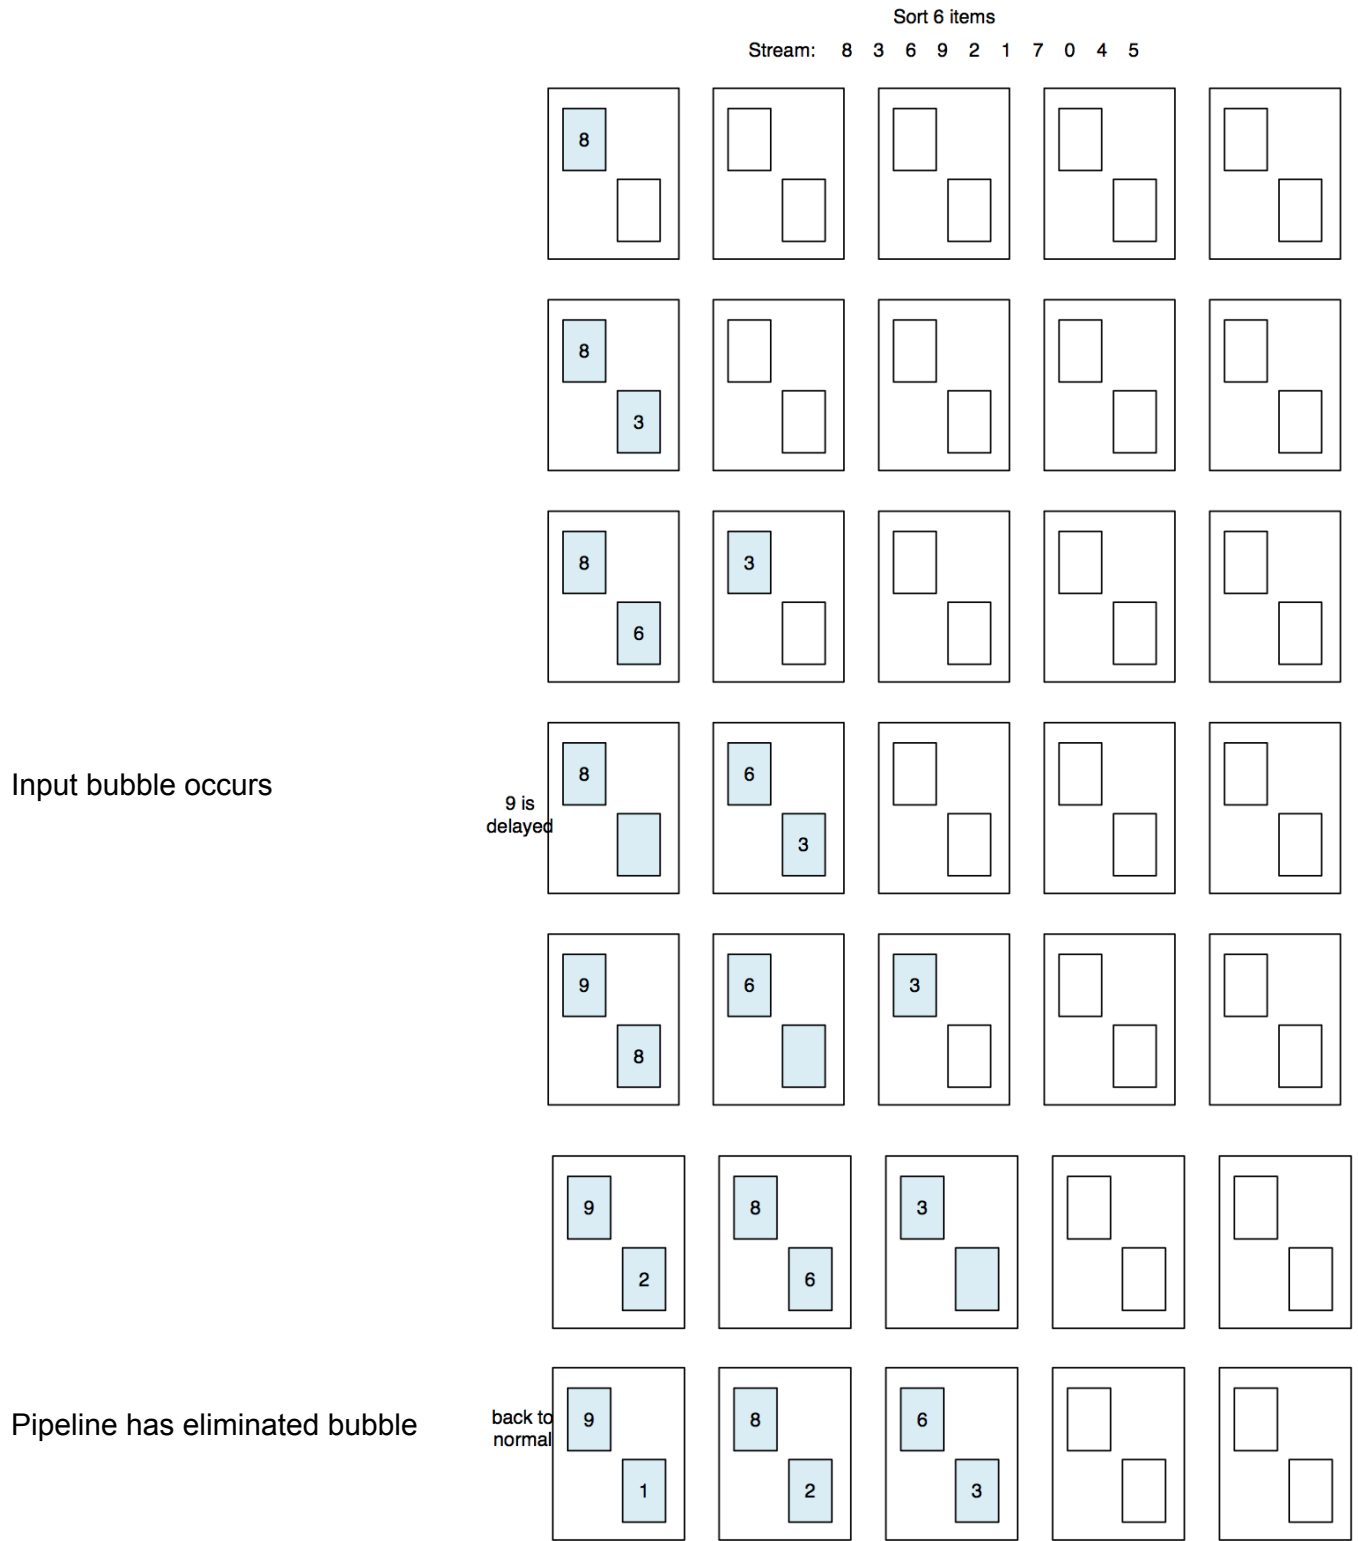 Sort 6 items
Stream: 8 3 6 9 2 1 7 0 4 5
8
8
3
8 3
6
Input bubble occurs
9 is
delayed
8 6
3
9 6 3
8
9 8 3
2 6
Pipeline has eliminated bubble
back to
normal
9 8 6
1 2 3